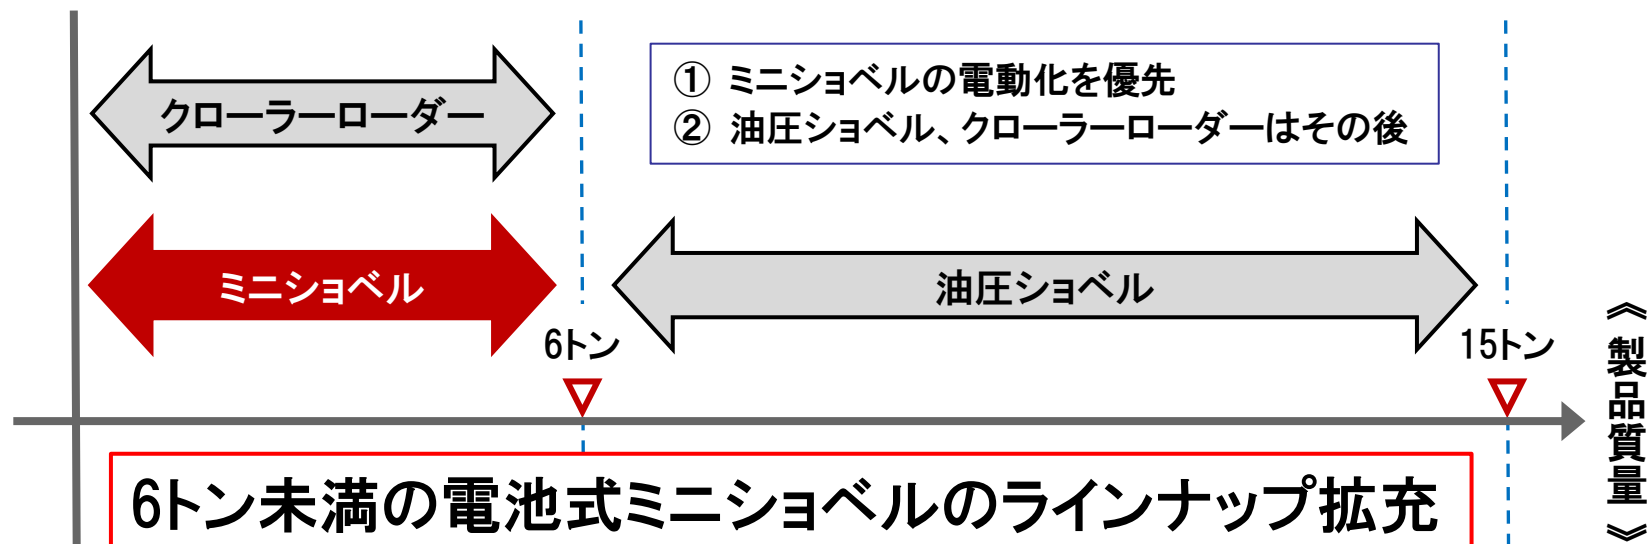 クローラーローダー
① ミニショベルの電動化を優先
② 油圧ショベル、クローラーローダーはその後
ミニショベル
油圧ショベル
6トン
15トン
《製品質量》
6トン未満の電池式ミニショベルのラインナップ拡充